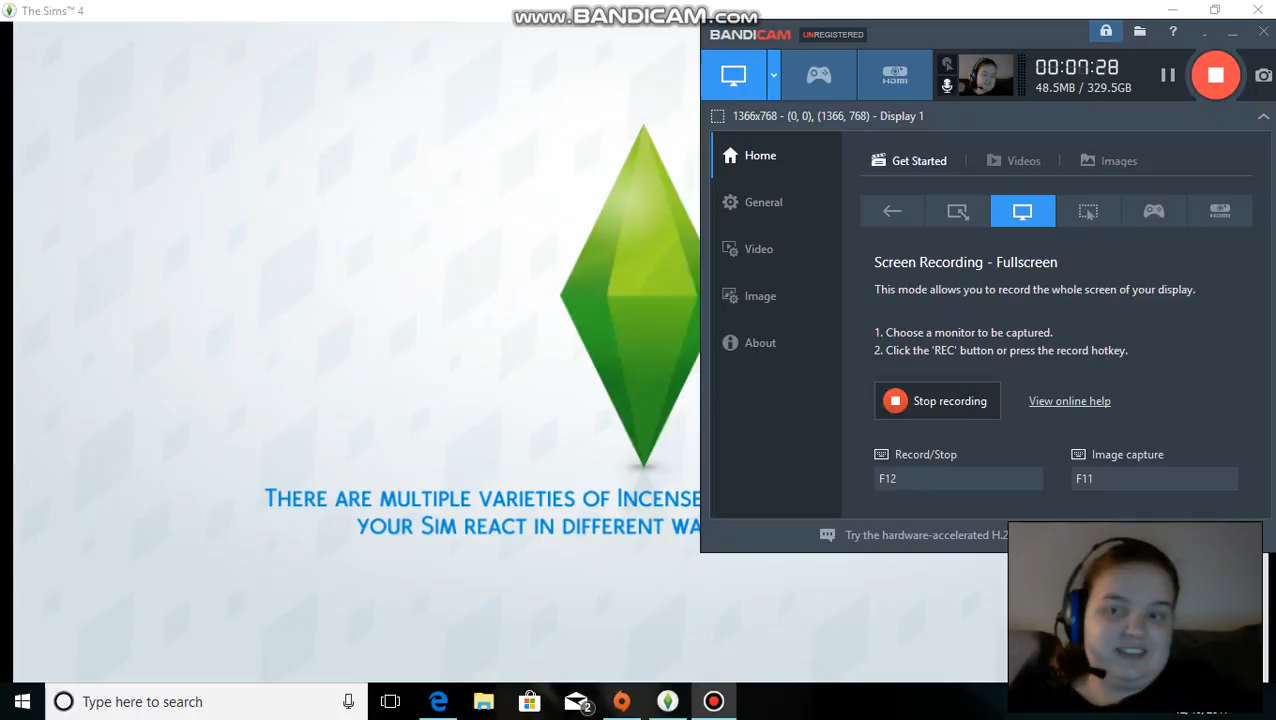 The Sims™ 4
www.BANDICAM.com
BANDICAM UNREGISTERED
HDMI
00:07:28
48.5MB / 329.5GB
1366x768 - (0, 0), (1366, 768) - Display 1
Home
General
Video
Image
About
Get Started
Videos
Images
HDMI
Screen Recording - Fullscreen
This mode allows you to record the whole screen of your display.
1. Choose a monitor to be captured.
2. Click the 'REC' button or press the record hotkey.
Stop recording
View online help
Record/Stop
Image capture
F12
F11
Try the hardware-accelerated H.2
There are multiple varieties of Incense
your Sim react in different wa
Type here to search
2